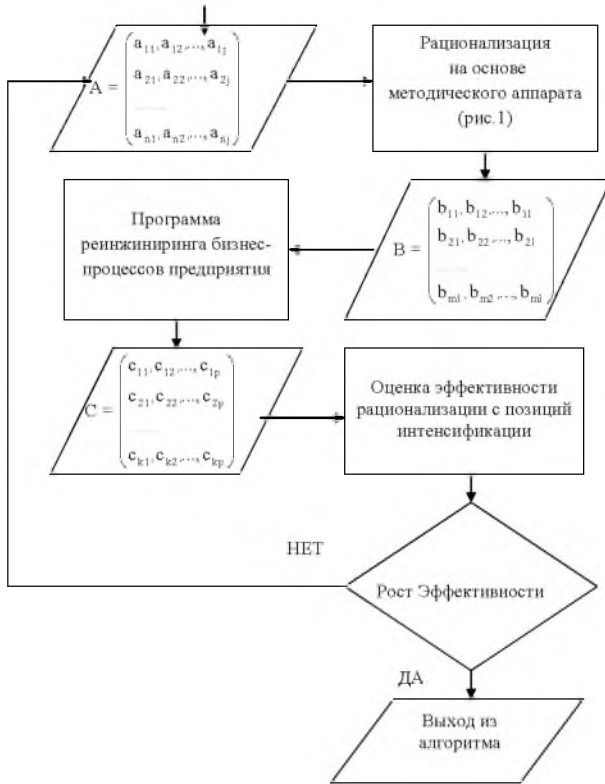 a11, a12,...,a1j
a21, a22,...,a2j
A =
........
an1, an2,...,anj
Рационализация
на основе
методического аппарата
(рис.1)
Программа
реинжиниринга бизнес-
процессов предприятия
b11, b12,..., b1l
b21, b22,..., b2l
B =
bm1, bm2,..., bml
c11, c12,...,c1p
c21, c22,...,c2p
C =
........
ck1, ck2,...,ckp
Оценка эффективности
рационализации с позиций
интенсификации
НЕТ
Рост Эффективности
ДА
Выход из
алгоритма